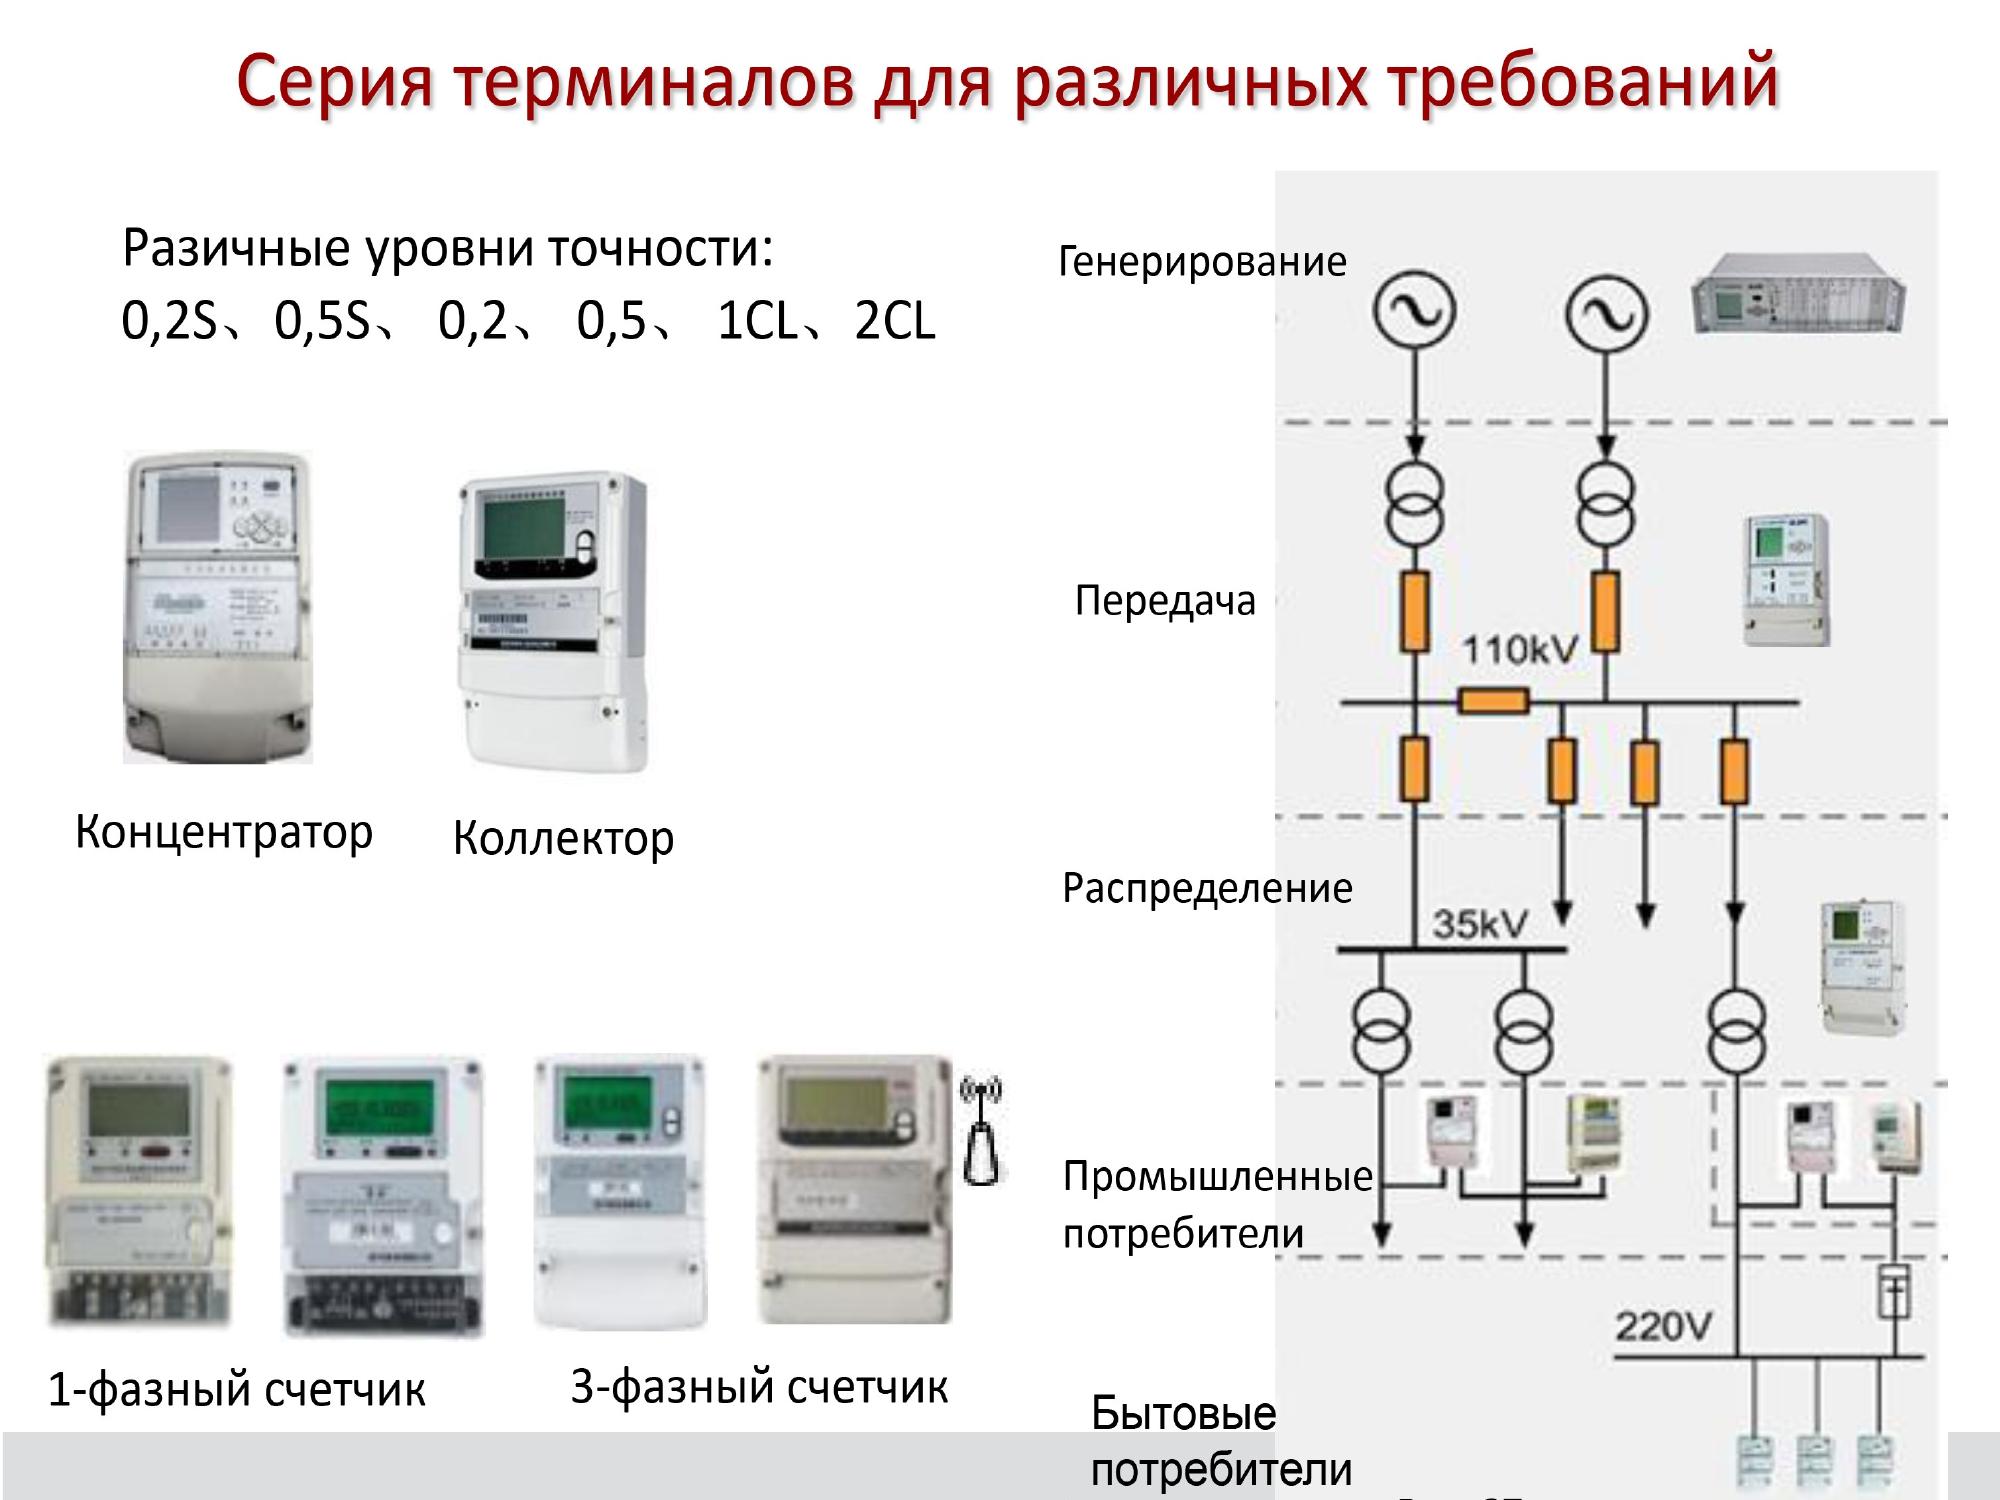 Серия терминалов для различных требований
Разичные уровни точности:
0,2S、0,5S、 0,2、 0,5、 1CL、2CL
Концентратор
Коллектор
1-фазный счетчик
3-фазный счетчик
Генерирование
Передача
110kV
Распределение
35kV
Промышленные
потребители
220V
Бытовые
потребители